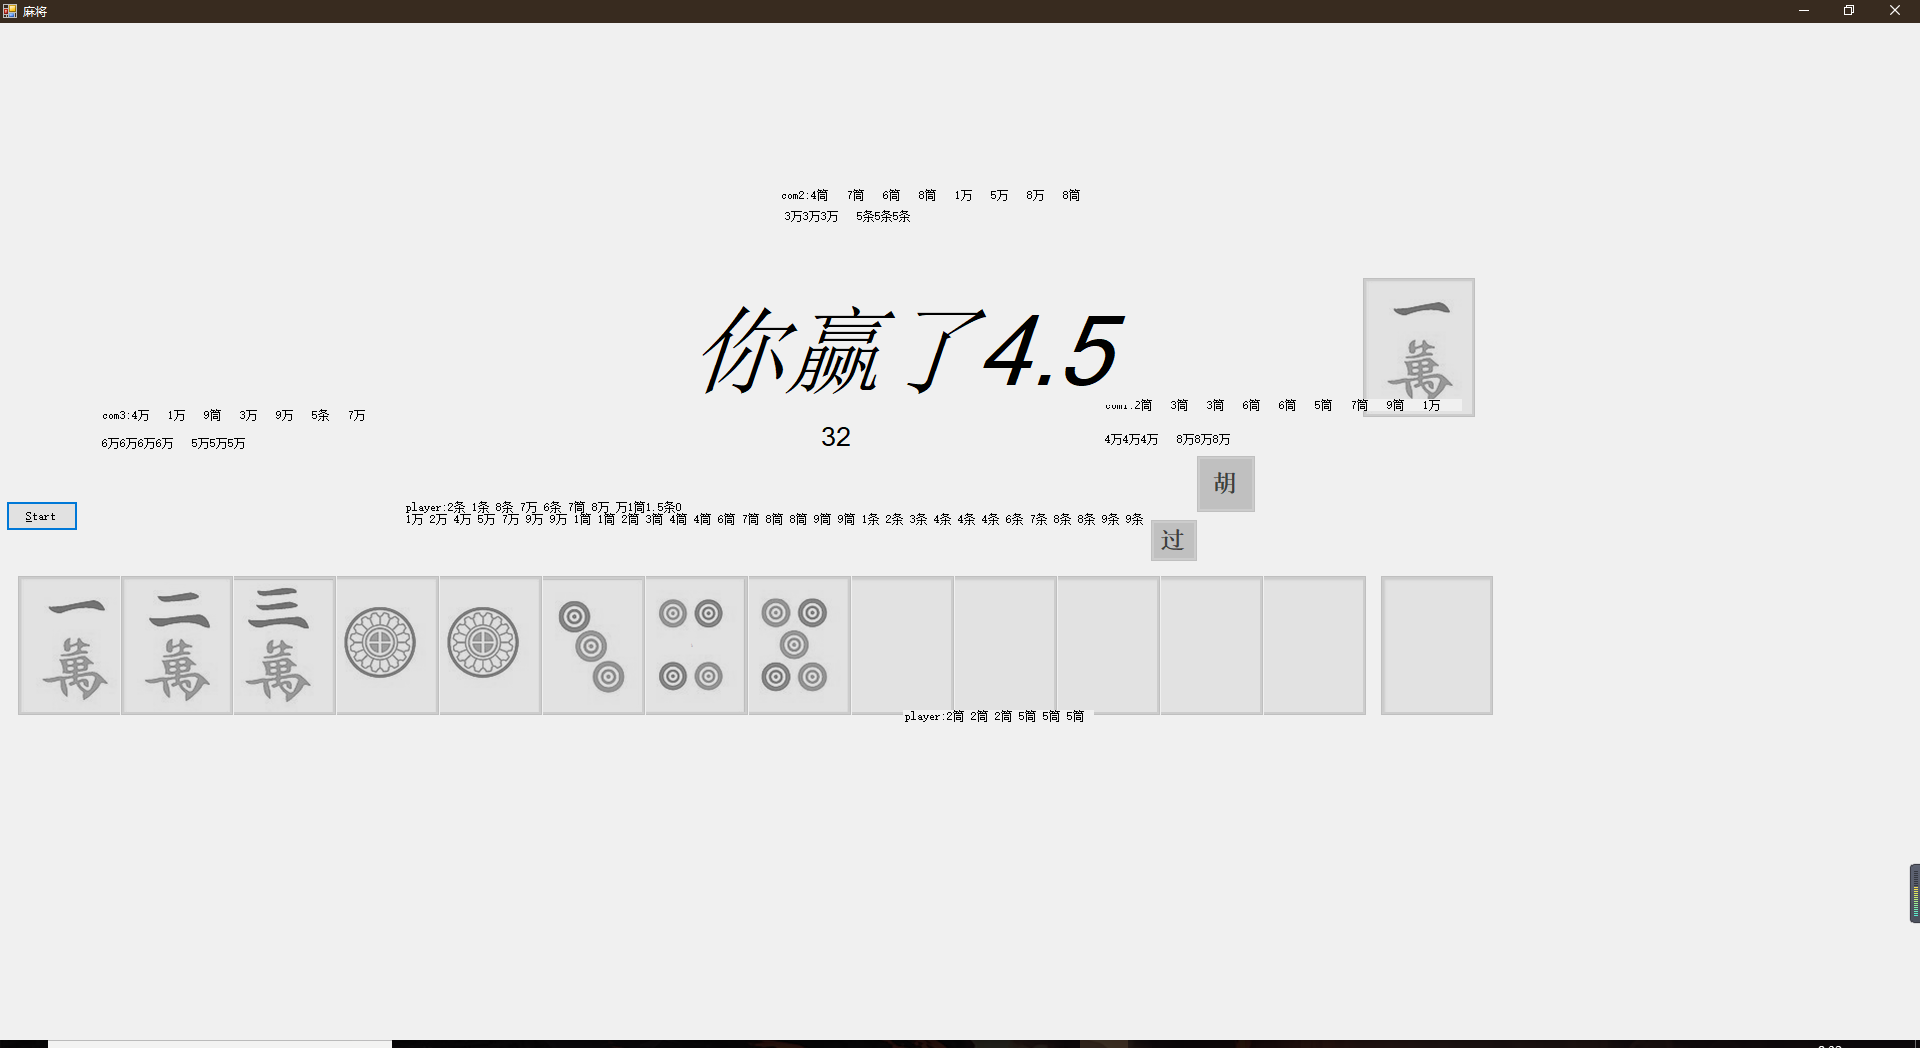 麻将
com2:4筒 7筒 6筒 8筒 1万 5万 8万 8筒
3万3万3万 5条5条5条
你赢了4.5
一
萬
com3:4万 1万 9筒 3万 9万 5条 7万
com1:2筒 3筒 3筒 6筒 6筒 5筒 7筒 9筒 1万
32
6万6万6万6万 5万5万5万
4万4万4万 8万8万8万
胡
Start
player:2条 1条 8条 7万 6条 7筒 8万 万1筒1.5条0
1万 2万 4万 5万 7万 9万 9万 1筒 1筒 2筒 3筒 4筒 4筒 6筒 7筒 8筒 8筒 9筒 9筒 1条 2条 3条 4条 4条 4条 6条 7条 8条 8条 9条 9条
过
一 二 三
萬 萬 萬
player:2筒 2筒 2筒 5筒 5筒 5筒